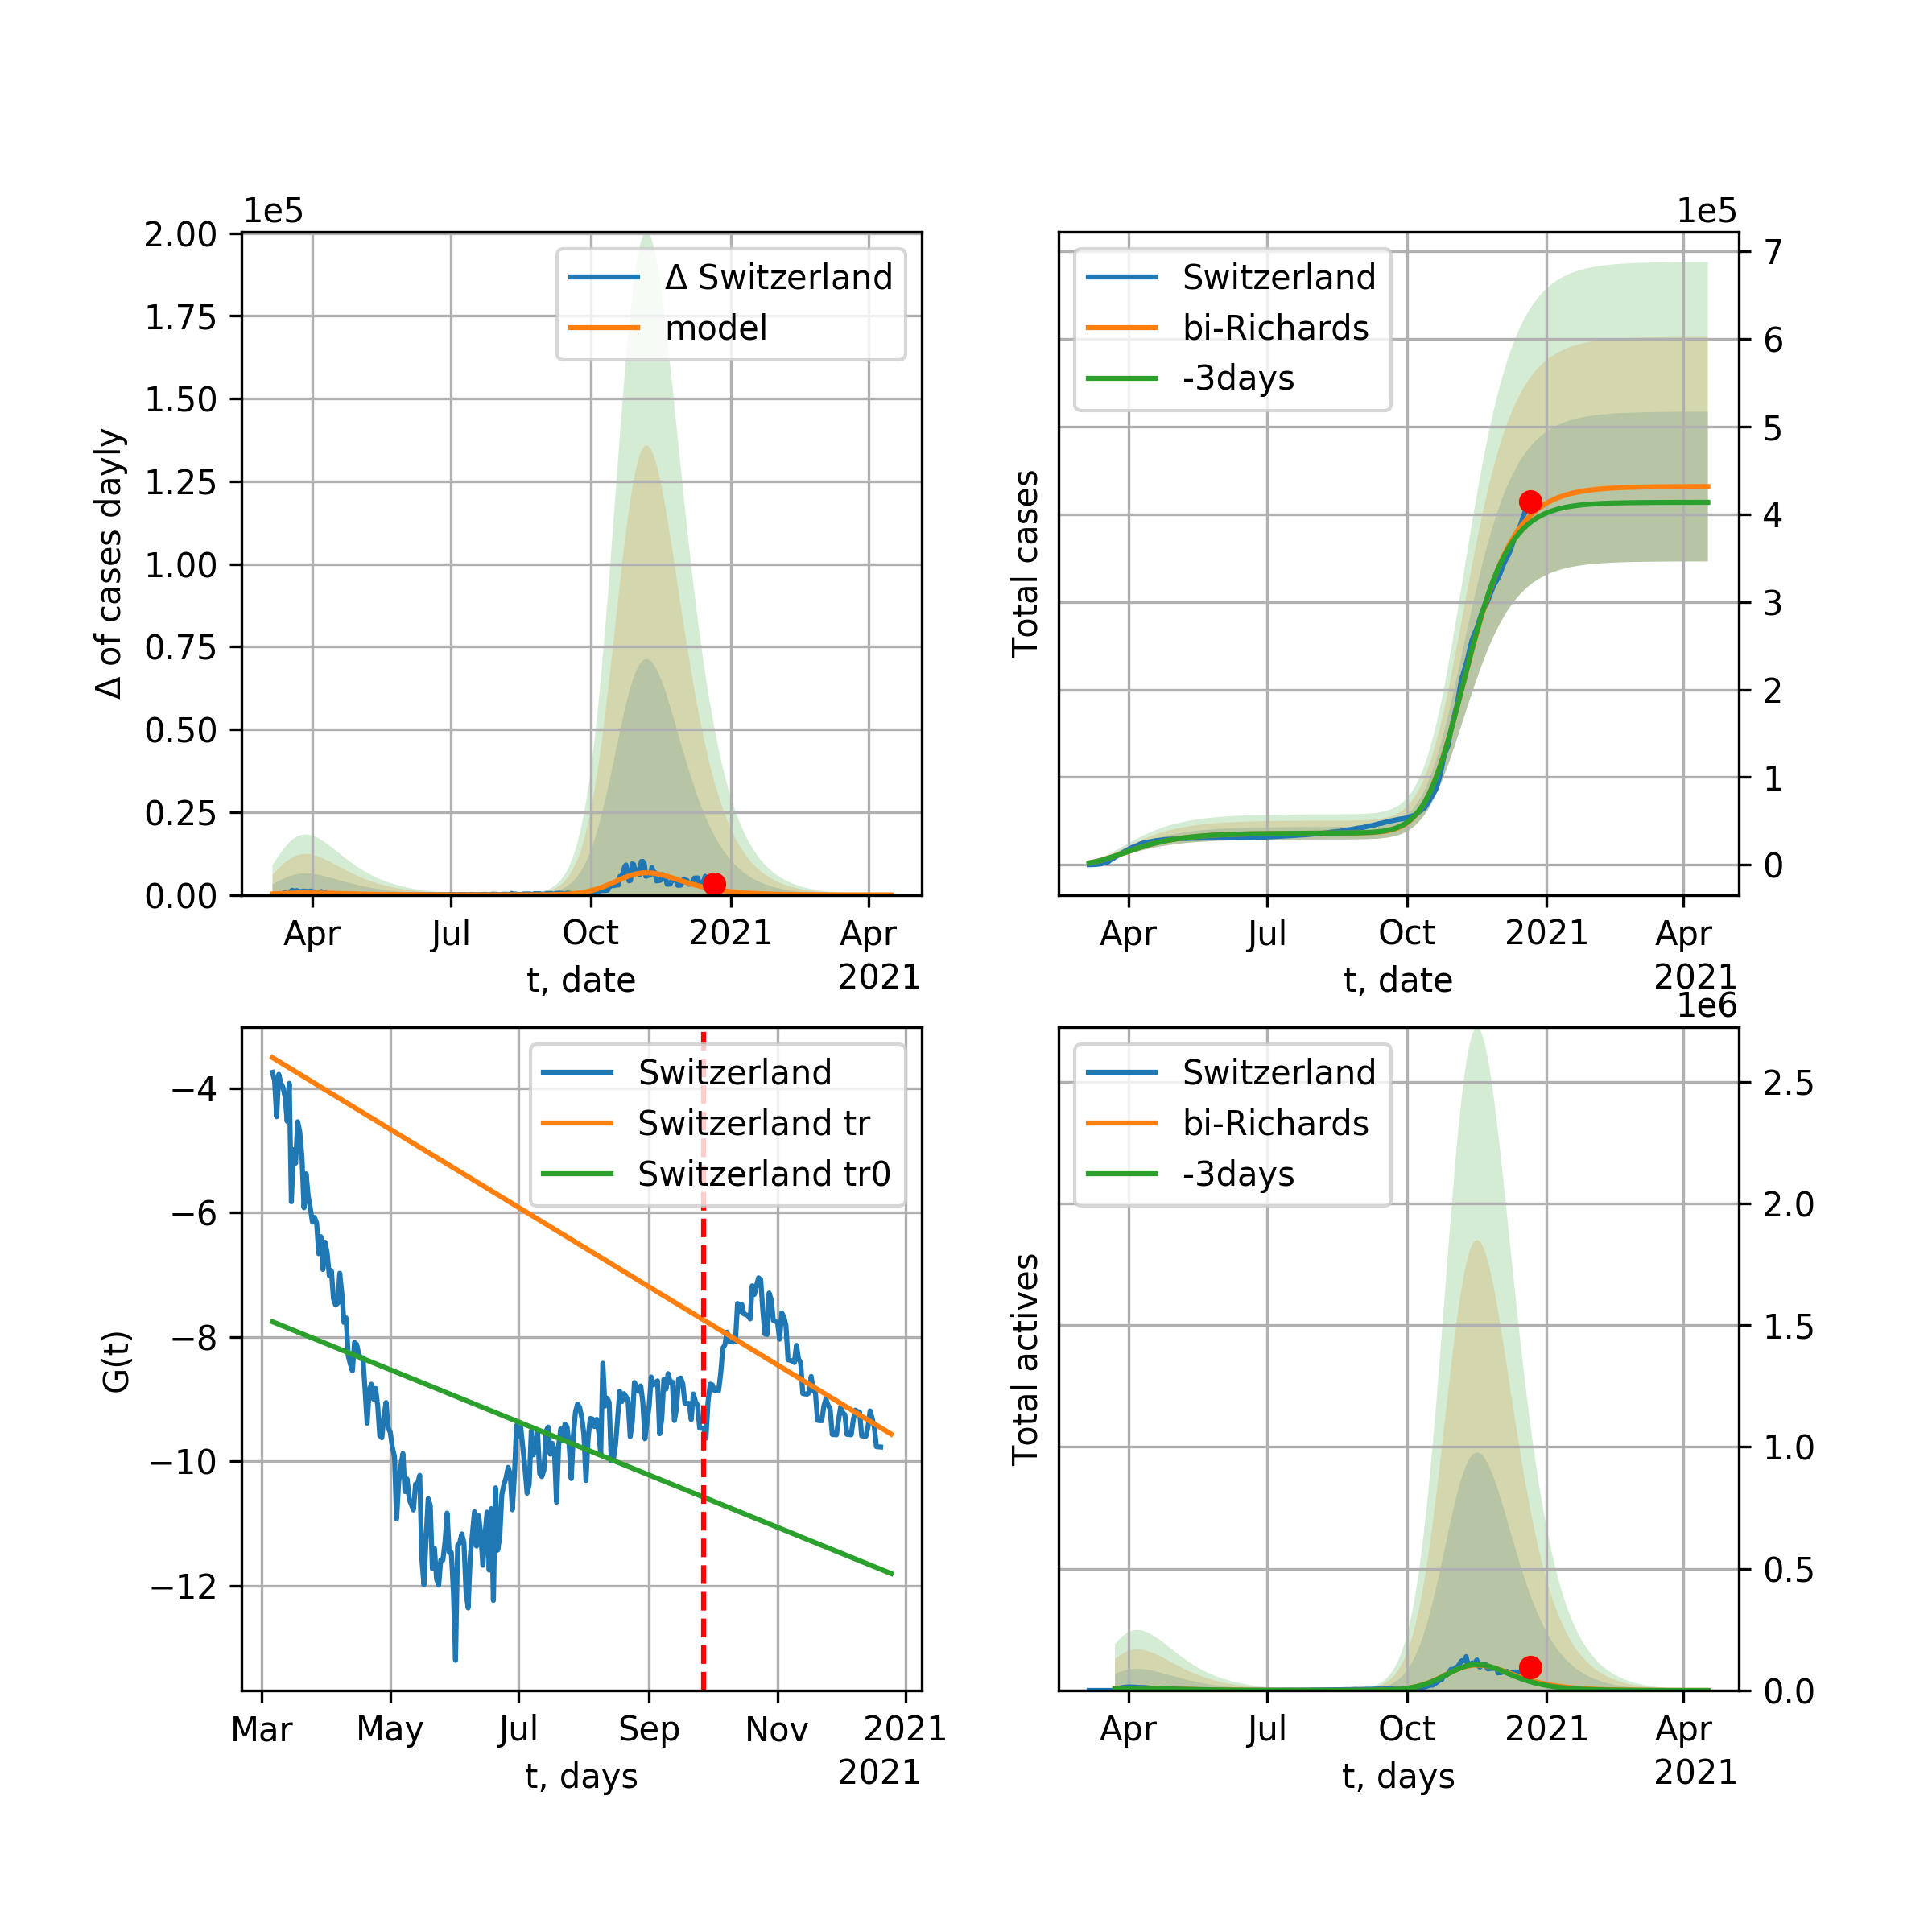 1e5
2.00
1.75
1.50
1.25
1.00
0.75
0.50
0.25
0.00
Δ of cases dayly
Δ Switzerland
model
Apr
Jul
Oct
2021
Apr
t, date
2021
1e5
7
6
5
4
3
2
1
0
Total cases
Switzerland
bi-Richards
-3days
Apr
Jul
Oct
2021
Apr
t, date
2021
−4
−6
−8
−10
−12
G(t)
Switzerland
Switzerland tr
Switzerland tr0
Mar
May
Jul
Sep
Nov
2021
t, days
2021
1e6
2.5
2.0
1.5
1.0
0.5
0.0
Total actives
Switzerland
bi-Richards
-3days
Apr
Jul
Oct
2021
Apr
t, days
2021